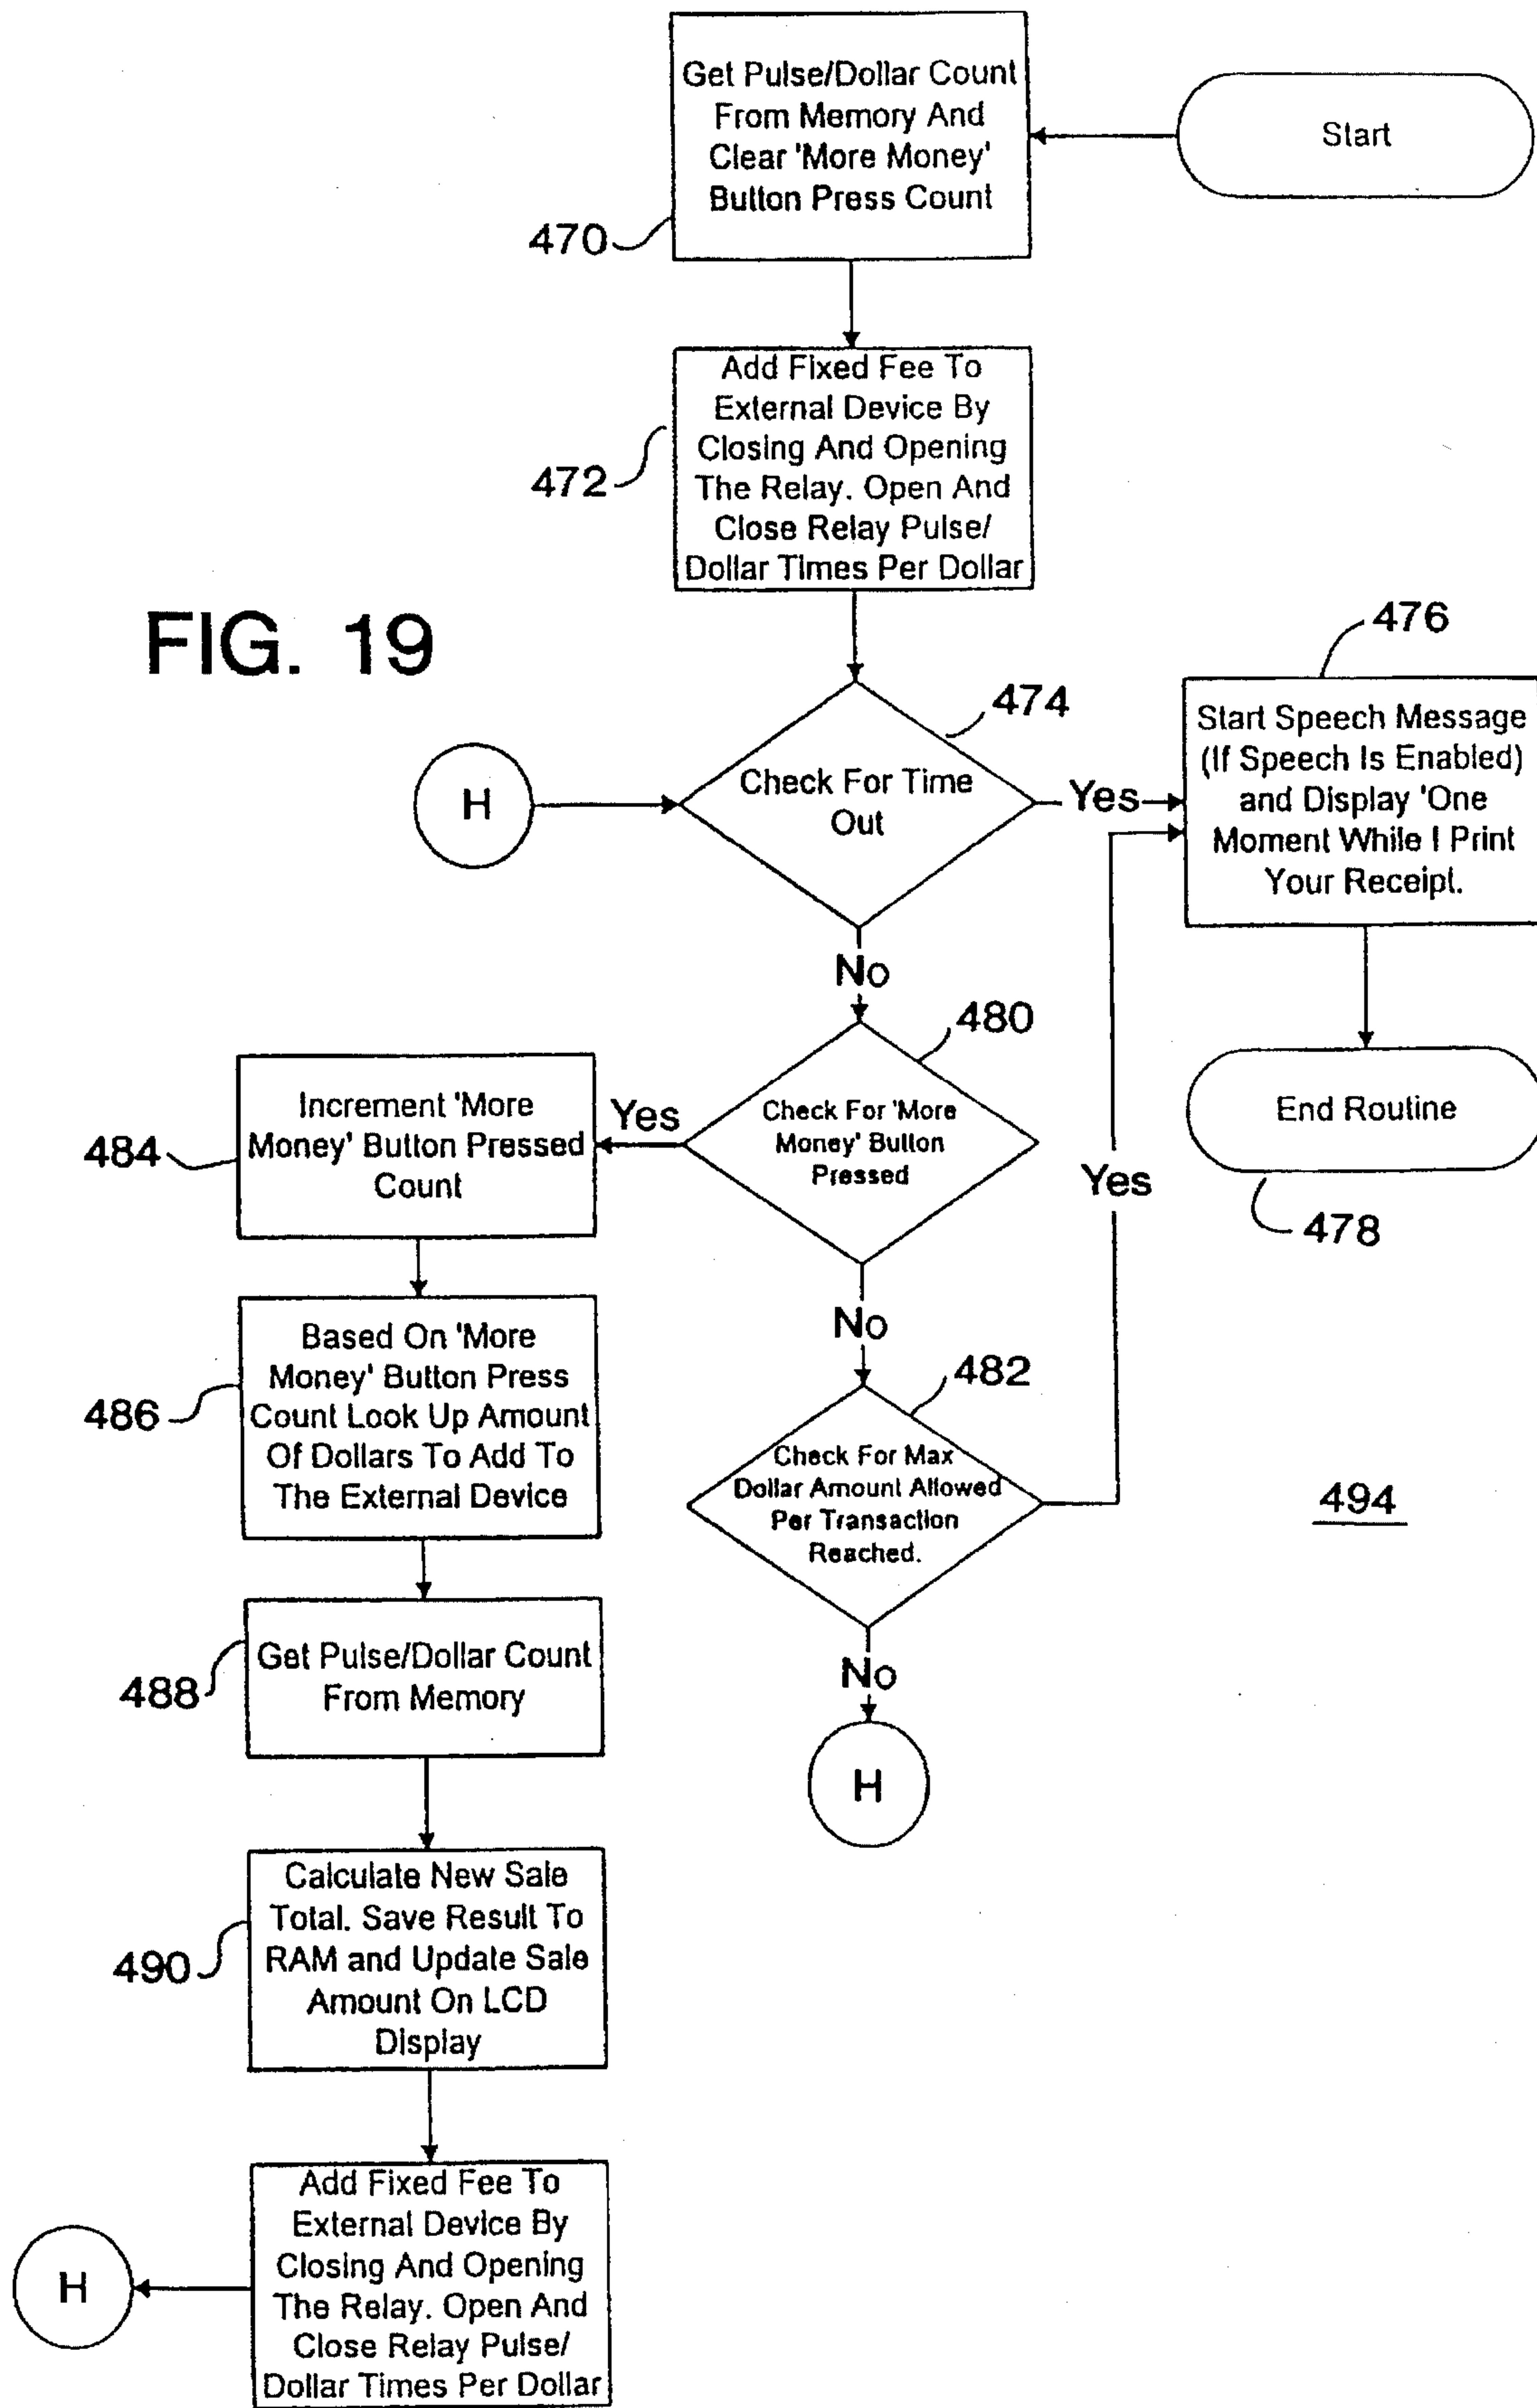 Get Pulse/Dollar Count
From Memory And
Clear 'More Money'
Button Press Count
Start
470
Add Fixed Fee To
External Device By
Closing And Opening
The Relay. Open And
Close Relay Pulse/
Dollar Times Per Dollar
472
FIG. 19
476
474
Start Speech Message
(If Speech Is Enabled)
and Display 'One
Moment While I Print
Your Receipt.
H
Check For Time
Out
Yes
No
480
End Routine
478
Check For 'More
Money' Button
Pressed
Yes
Increment 'More
Money' Button Pressed
Count
484
Yes
No
482
Based On 'More
Money' Button Press
Count Look Up Amount
Of Dollars To Add To
The External Device
486
Check For Max
Dollar Amount Allowed
Per Transaction
Reached.
494
No
H
Get Pulse/Dollar Count
From Memory
488
Calculate New Sale
Total. Save Result To
RAM and Update Sale
Amount On LCD
Display
490
Add Fixed Fee To
External Device By
Closing And Opening
The Relay. Open And
Close Relay Pulse/
Dollar Times Per Dollar
H